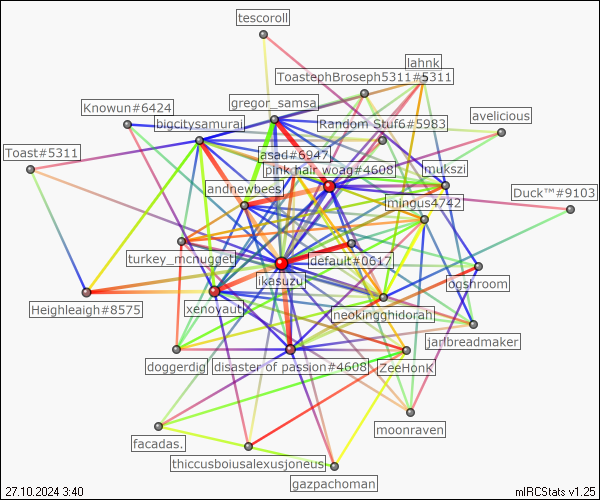 tescoroll
lahnk
ToastephBroseph5311#5311
gregor_samsa
Knowun#6424
avelicious
bigcitysamurai
Random Stuf6#5983
Toast#5311
asad#6947
pink hair woag#4608
mukszi
andnewbees
Duck™#9103
mingus4742
turkey_mcnugget
default#0617
ikasuzu
ogshroom
Heighleaigh#8575
xenoyaut
neokingghidorah
jarlbreadmaker
doggerdig
disaster of passion#4608
ZeeHonK
moonraven
facadas.
thiccusboiusalexusjoneus
gazpachoman
27.10.2024 3:40
mIRCStats v1.25